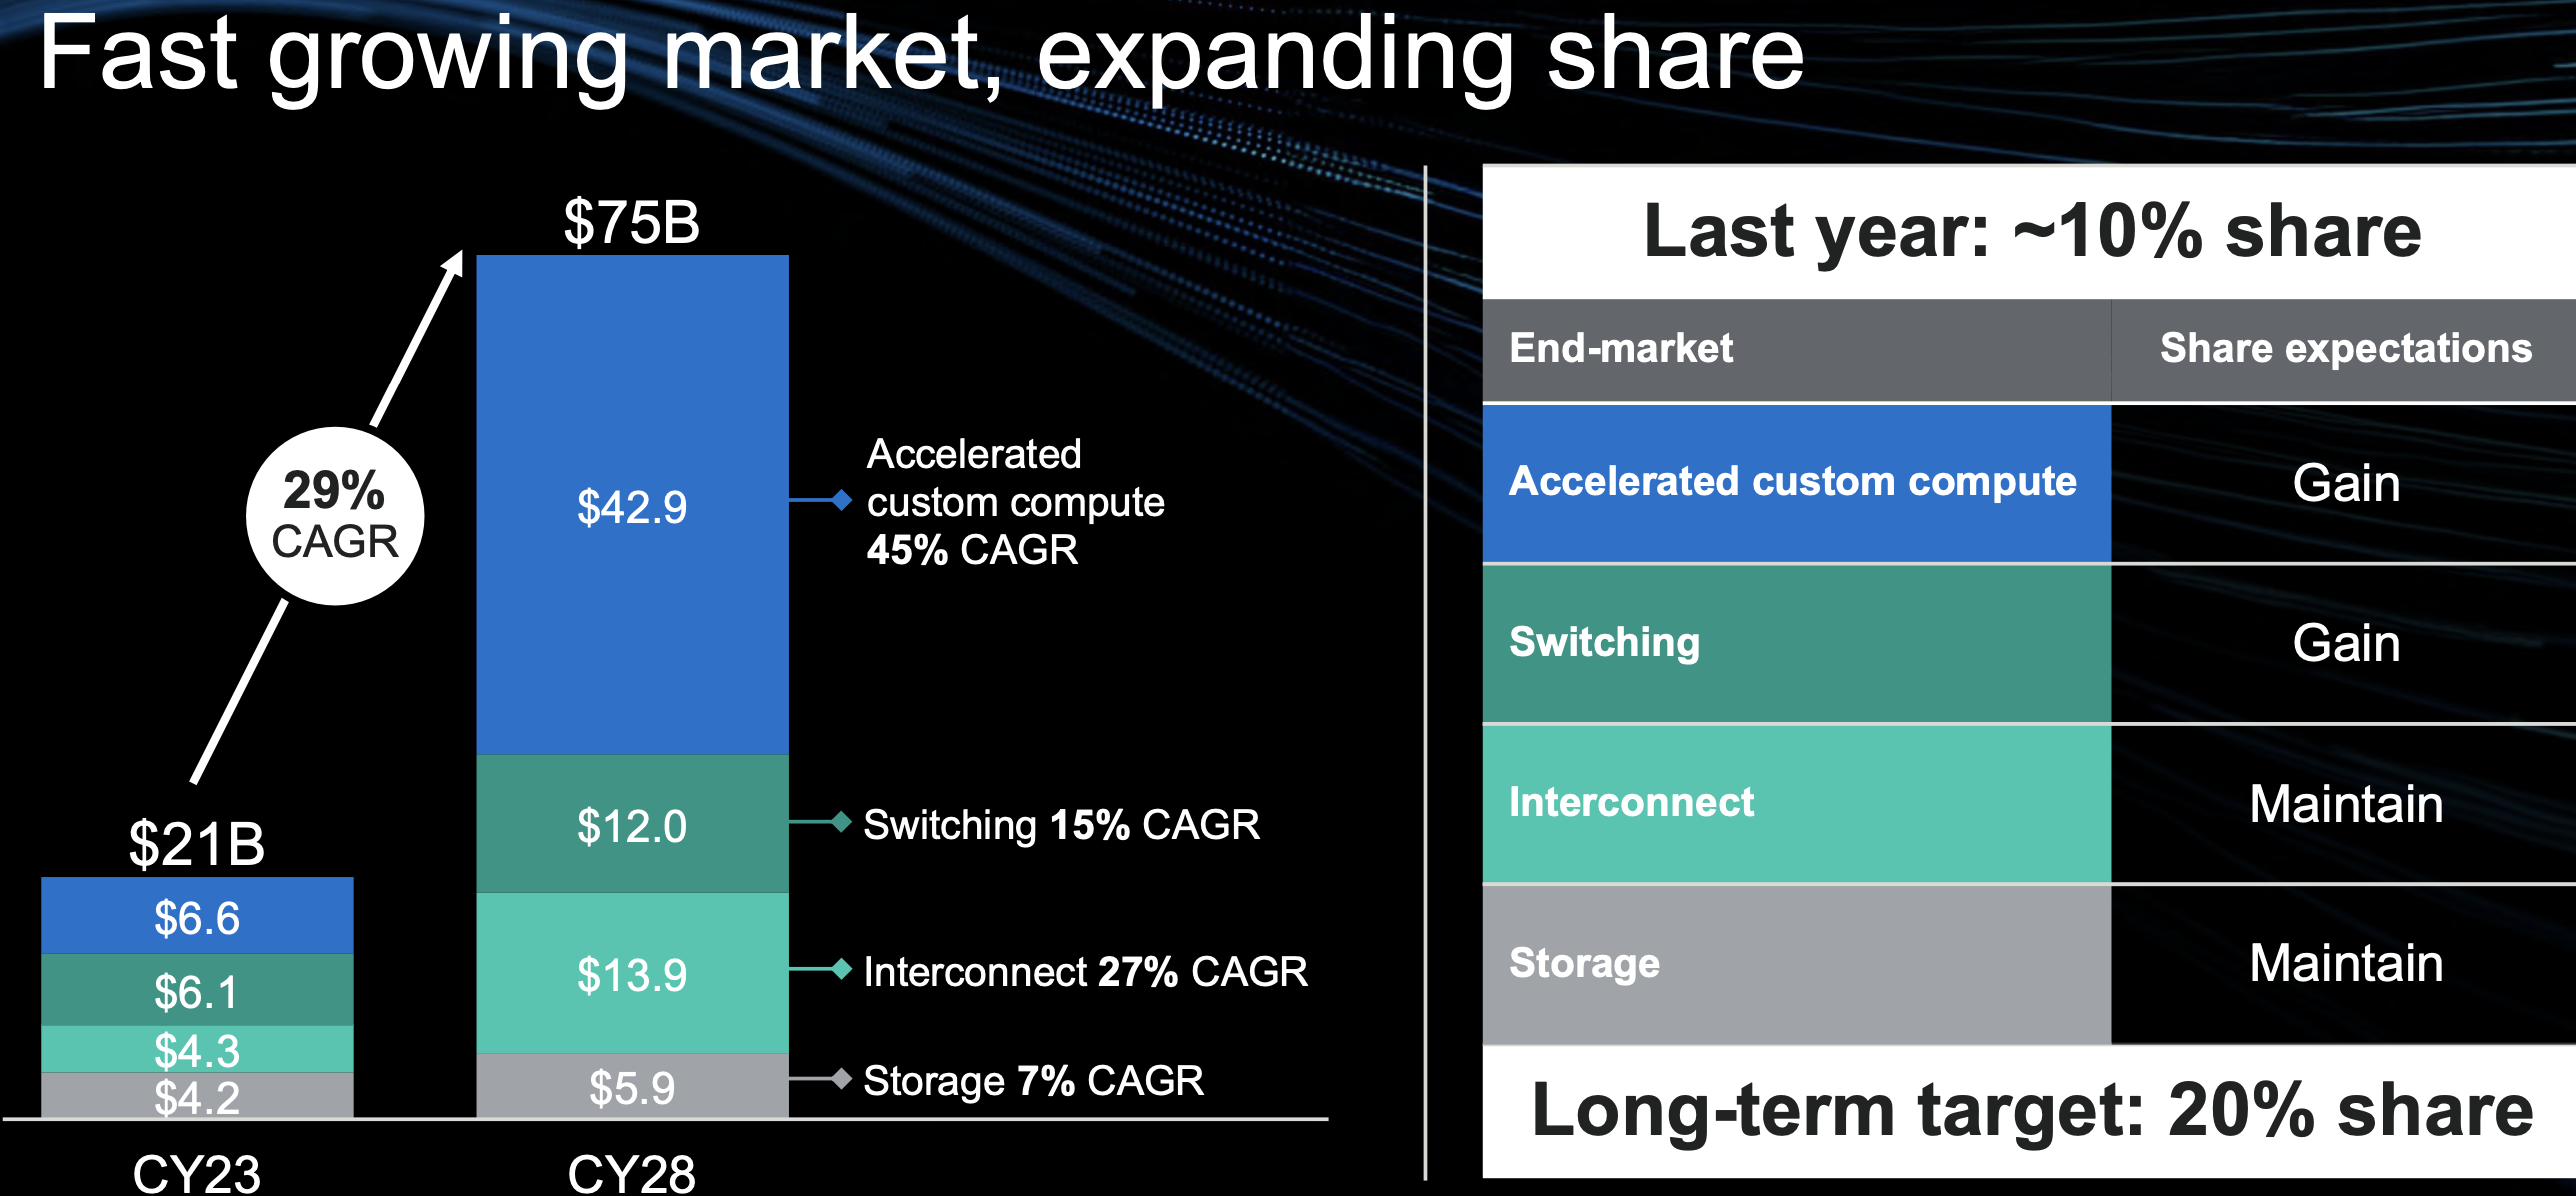 Fast growing market, expanding share
$75B
$42.9
$12.0
$13.9
$5.9
29%
CAGR
$21B
$6.6
$6.1
$4.3
$4.2
CY23
CY28
Accelerated
custom compute
45% CAGR
Switching 15% CAGR
Interconnect 27% CAGR
Storage 7% CAGR
Last year: ~10% share
End-market Share expectations
Accelerated custom compute Gain
Switching Gain
Interconnect Maintain
Storage Maintain
Long-term target: 20% share